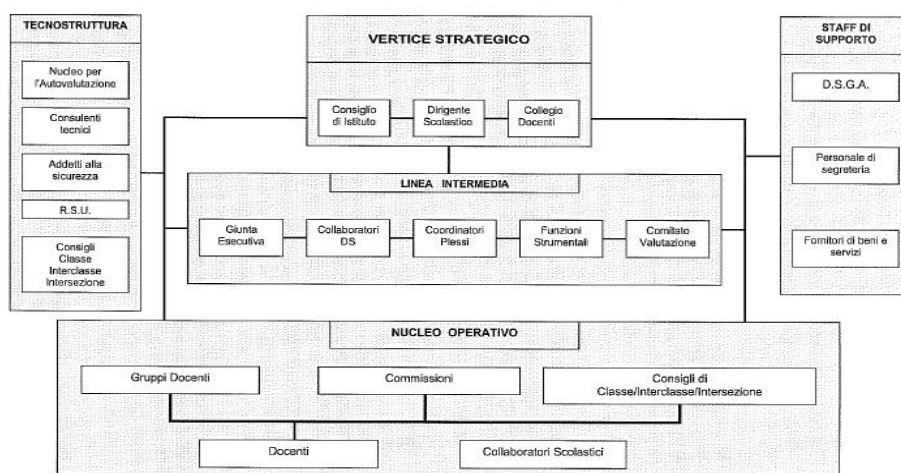 TECNOSTRUTTURA
Nucleo per
l'Autovalutazione
Consulenti
tecnici
Addetti alla
sicurezza
R.S.U.
Consigli
Classe
Interclasse
Intersezione
VERTICE STRATEGICO
Consiglio
di Istituto
Dirigente
Scolastico
Collegio
Docenti
STAFF DI
SUPPORTO
D.S.G.A.
Personale di
segreteria
Fornitori di beni e
servizi
LINEA INTERMEDIA
Giunta
Esecutiva
Collaboratori
DS
Coordinatori
Plessi
Funzioni
Strumentali
Comitato
Valutazione
NUCLEO OPERATIVO
Gruppi Docenti
Commissioni
Consigli di
Classe/Interclasse/Intersezione
Docenti
Collaboratori Scolastici